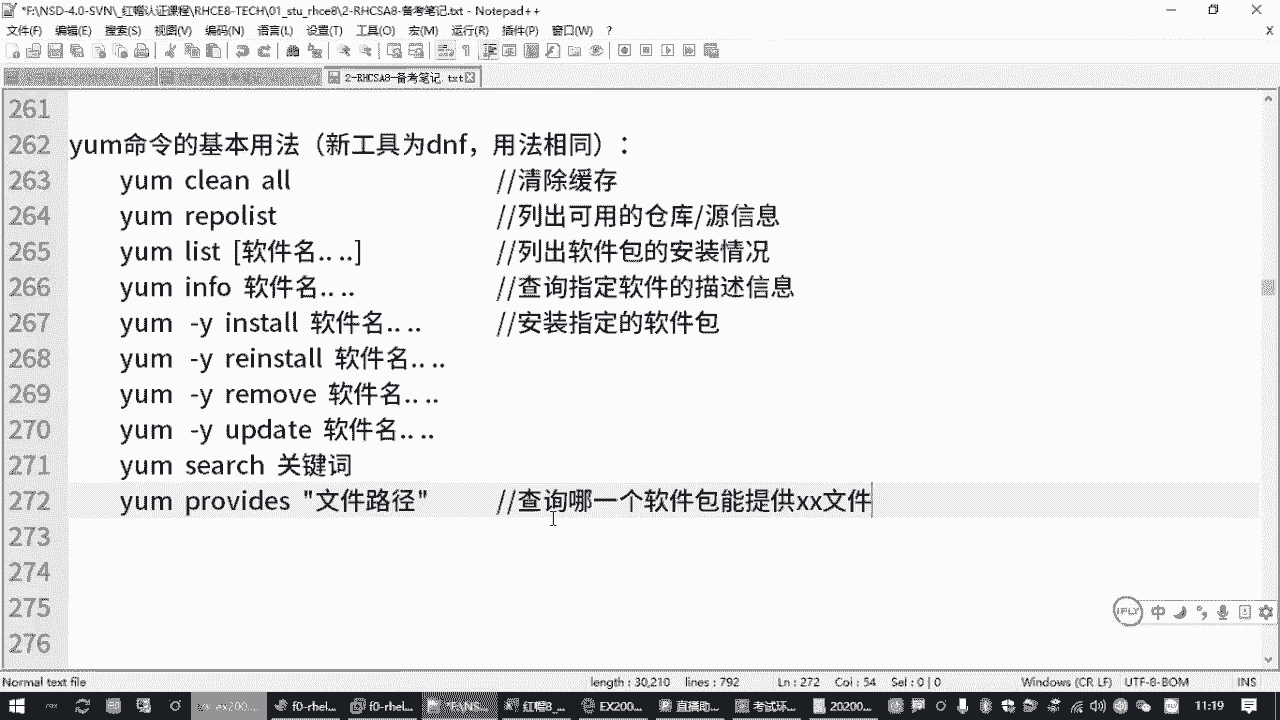 *F:\NSD-4.0-SVN\_红帽认证课程\RHCE8-TECH\01_stu_rhce8\2-RHCSA8-备考笔记.txt - Notepad++
文件(F) 编辑(E) 搜索(S) 视图(V) 编码(N) 语言(L) 设置(T) 工具(O) 宏(M) 运行(R) 插件(P) 窗口(W) ? X
2-RHCSA8-备考笔记.txt
261
262 yum命令的基本用法（新工具为dnf，用法相同）：
263 yum clean all //清除缓存
264 yum repolist //列出可用的仓库/源信息
265 yum list [软件名.. ..] //列出软件包的安装情况
266 yum info 软件名.. .. //查询指定软件的描述信息
267 yum -y install 软件名.. .. //安装指定的软件包
268 yum -y reinstall 软件名.. ..
269 yum -y remove 软件名.. ..
270 yum -y update 软件名.. ..
271 yum search 关键词
272 yum provides "文件路径" //查询哪一个软件包能提供xx文件
273
274
275
276
iFLY 中
Normal text file length : 30,210 lines : 792 Ln : 272 Col : 54 Sel : 0 | 0 Windows (CR LF) UTF-8-BOM INS
ex200... f0-rhel... f0-rhel... 红帽8_... EX200... 直播助... 考试环... 20200... 11:19